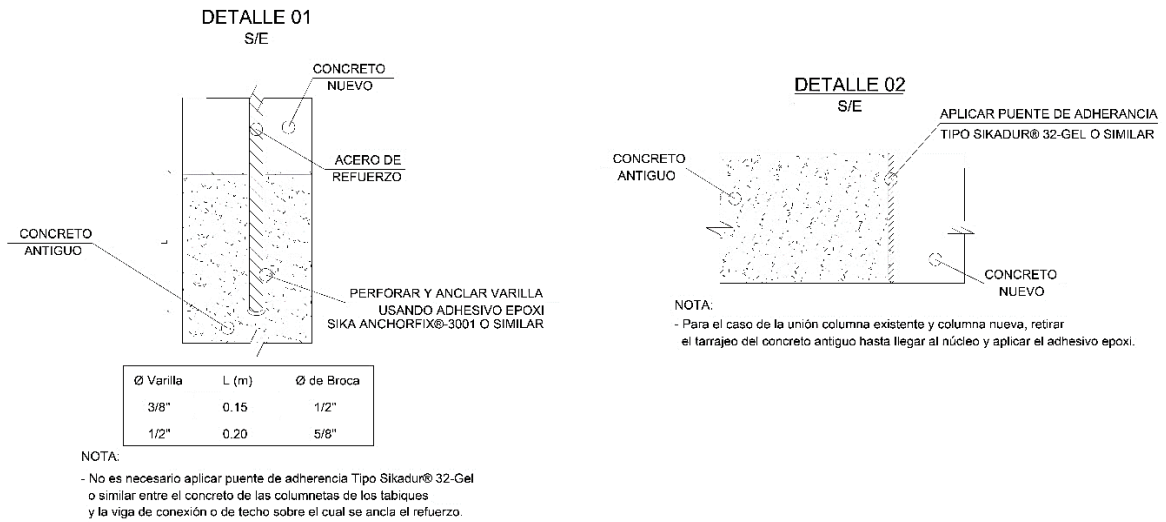 DETALLE 01
S/E
CONCRETO
NUEVO
ACERO DE
REFUERZO
CONCRETO
ANTIGUO
L
PERFORAR Y ANCLAR VARILLA
USANDO ADHESIVO EPOXI
SIKA ANCHORFIX®-3001 O SIMILAR
Ø Varilla L (m) Ø de Broca
3/8" 0.15 1/2"
1/2" 0.20 5/8"
NOTA:
- No es necesario aplicar puente de adherencia Tipo Sikadur® 32-Gel
o similar entre el concreto de las columnetas de los tabiques
y la viga de conexión o de techo sobre el cual se ancla el refuerzo.
DETALLE 02
S/E
APLICAR PUENTE DE ADHERANCIA
TIPO SIKADUR® 32-GEL O SIMILAR
CONCRETO
ANTIGUO
CONCRETO
NUEVO
NOTA:
- Para el caso de la unión columna existente y columna nueva, retirar
el tarrajeo del concreto antiguo hasta llegar al núcleo y aplicar el adhesivo epoxi.